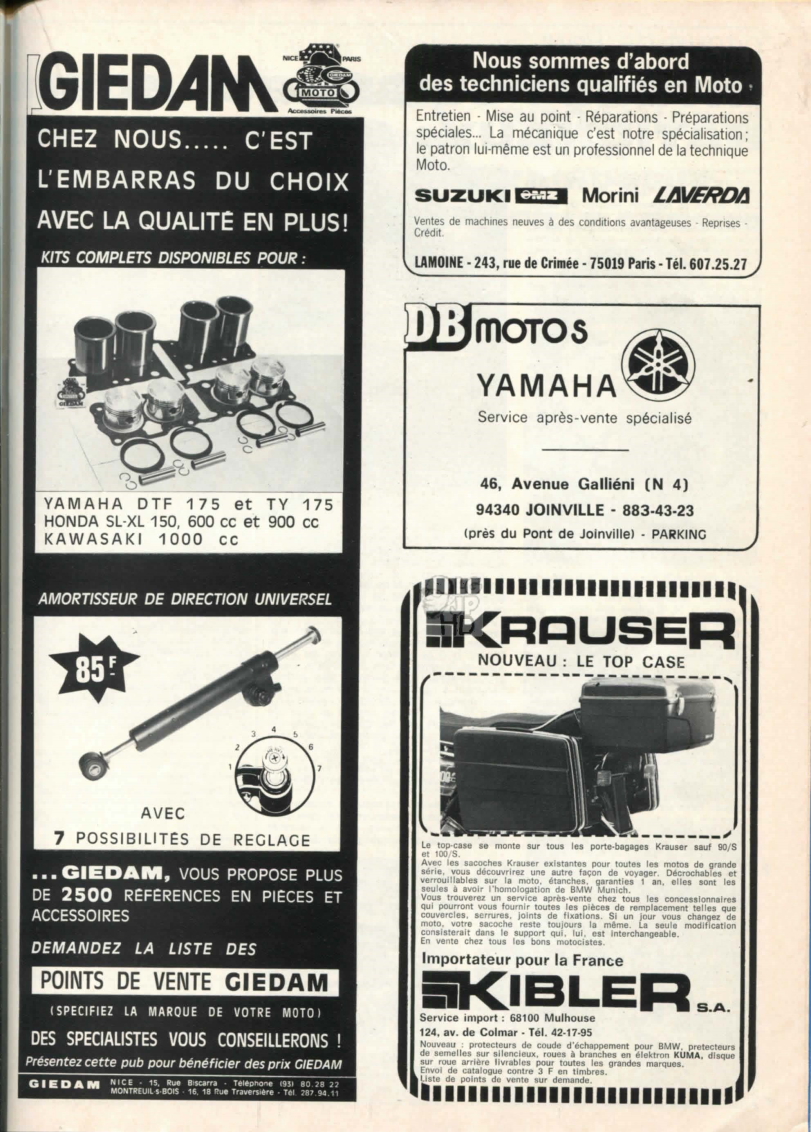 GIEDAM
NICE PARIS
GIEDAM
MOTO
Accessoires Pièces
CHEZ NOUS..... C'EST
L'EMBARRAS DU CHOIX
AVEC LA QUALITÉ EN PLUS!
KITS COMPLETS DISPONIBLES POUR :
GIEDAM
YAMAHA DTF 175 et TY 175
HONDA SL-XL 150, 600 cc et 900 cc
KAWASAKI 1000 cc
AMORTISSEUR DE DIRECTION UNIVERSEL
85F
1 2 3 4 5 6 7
AVEC
7 POSSIBILITÉS DE REGLAGE
...GIEDAM, VOUS PROPOSE PLUS
DE 2500 RÉFÉRENCES EN PIÈCES ET
ACCESSOIRES
DEMANDEZ LA LISTE DES
POINTS DE VENTE GIEDAM
(SPECIFIEZ LA MARQUE DE VOTRE MOTO)
DES SPECIALISTES VOUS CONSEILLERONS !
Présentez cette pub pour bénéficier des prix GIEDAM
GIEDAM NICE - 15, Rue Biscarra - Téléphone (93) 80.28 22
MONTREUIL-s-BOIS - 16, 18 Rue Traversière - Tél. 287.94.11
Nous sommes d'abord
des techniciens qualifiés en Moto
Entretien - Mise au point - Réparations - Préparations
spéciales... La mécanique c'est notre spécialisation;
le patron lui-même est un professionnel de la technique
Moto.
SUZUKI MZ Morini LAVERDA
Ventes de machines neuves à des conditions avantageuses - Reprises -
Crédit.
LAMOINE - 243, rue de Crimée - 75019 Paris - Tél. 607.25.27
DB MOTOS
YAMAHA
Service après-vente spécialisé
46, Avenue Galliéni (N 4)
94340 JOINVILLE - 883-43-23
(près du Pont de Joinville) - PARKING
KRAUSER
NOUVEAU : LE TOP CASE
Le top-case se monte sur tous les porte-bagages Krauser sauf 90/S
et 100/S.
Avec les sacoches Krauser existantes pour toutes les motos de grande
série, vous découvrirez une autre façon de voyager. Décrochables et
verrouillables sur la moto, étanches, garanties 1 an, elles sont les
seules à avoir l'homologation de BMW Munich.
Vous trouverez un service après-vente chez tous les concessionnaires
qui pourront vous fournir toutes les pièces de remplacement telles que
couvercles, serrures, joints de fixations. Si un jour vous changez de
moto, votre sacoche reste toujours la même. La seule modification
consisterait dans le support qui, lui, est interchangeable.
En vente chez tous les bons motocistes.
Importateur pour la France
KIBLER S.A.
Service import : 68100 Mulhouse
124, av. de Colmar - Tél. 42-17-95
Nouveau : protecteurs de coude d'échappement pour BMW, pretecteurs
de semelles sur silencieux, roues à branches en élektron KUMA, disque
sur roue arrière livrables pour toutes les grandes marques.
Envoi de catalogue contre 3 F en timbres.
Liste de points de vente sur demande.